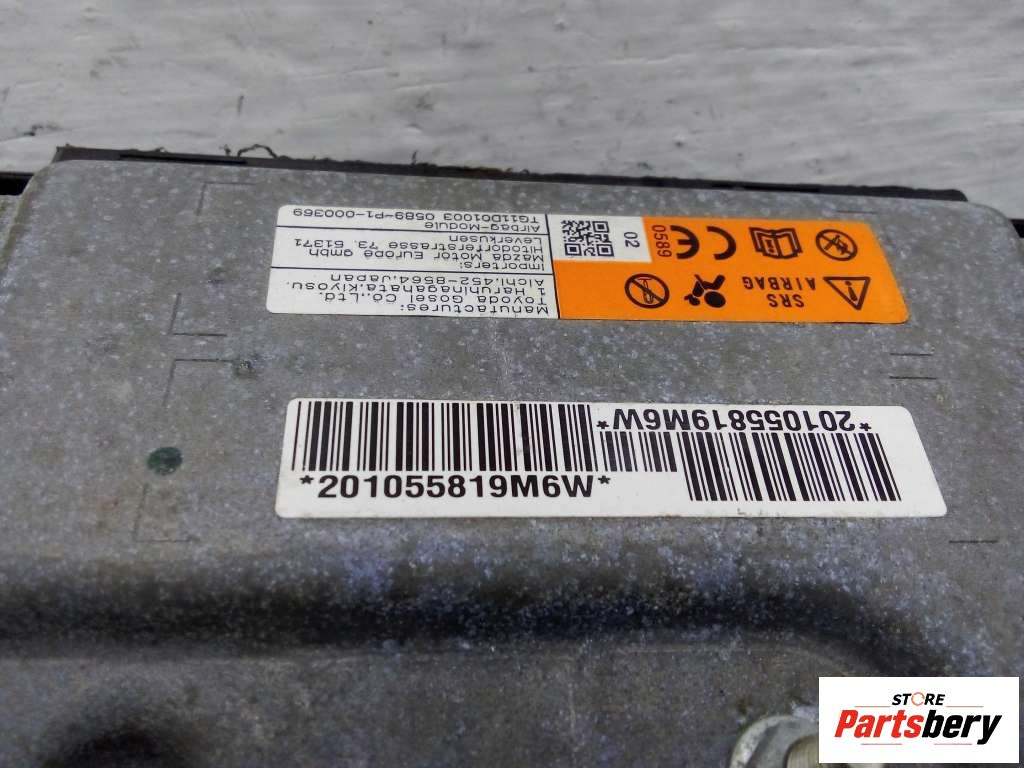 Manufactures:
Toyoda Gosei Co.,Ltd.
1 Haruhinagahata,Kiyosu.
Aichi.452-8564,Japan
Importers:
Mazda Motor Europe gmbh
Hitdorferstrasse 73, 51371
Leverkusen
Airbag-Module
TG11D01003 0589-P1-000369
02
0589
SRS
AIRBAG
*201055819M6W*
*201055819M6W*
STORE
Partsbery